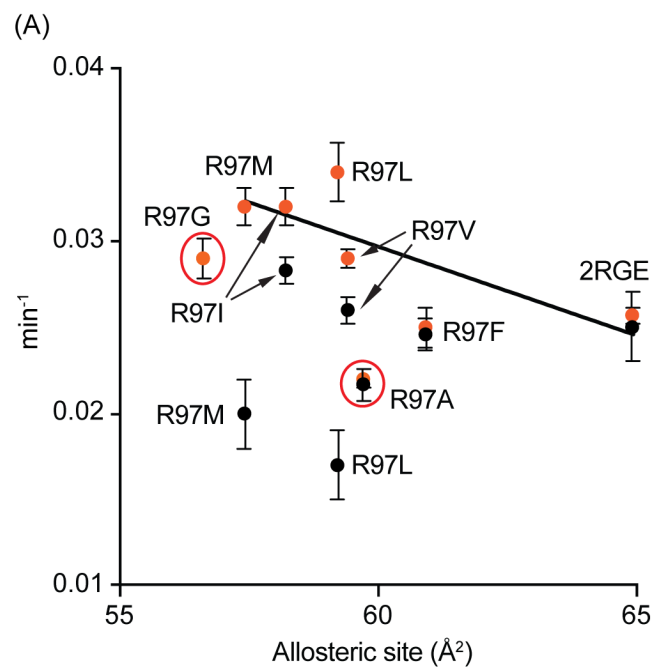 (A)
0.04
R97M
R97L
R97G
R97V
0.03
2RGE
R97I
R97F
min⁻¹
R97A
0.02
R97M
R97L
0.01
55
60
65
Allosteric site (Å²)